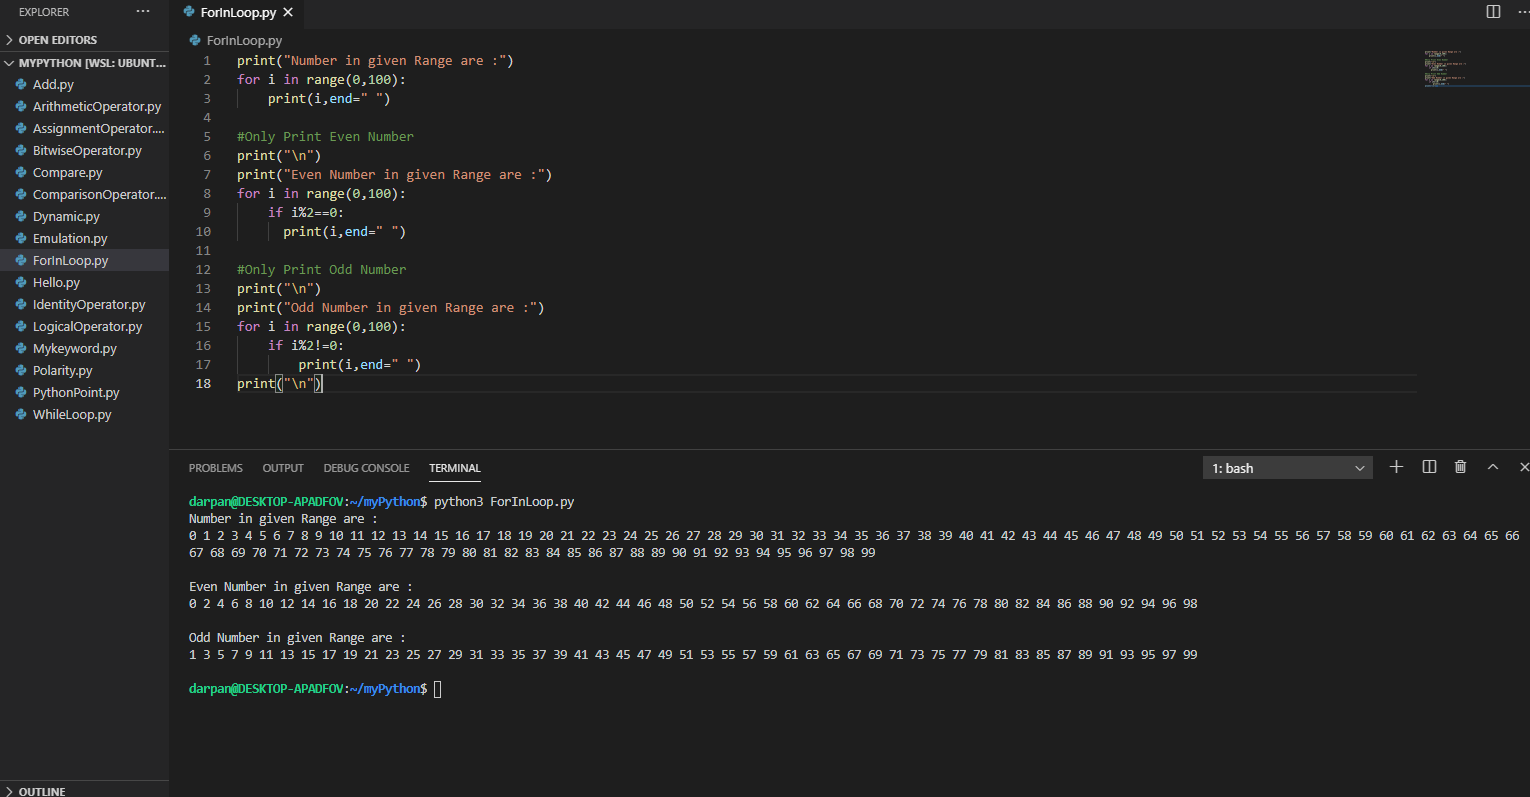 EXPLORER ...
OPEN EDITORS
MYPYTHON [WSL: UBUNT...
Add.py
ArithmeticOperator.py
AssignmentOperator....
BitwiseOperator.py
Compare.py
ComparisonOperator....
Dynamic.py
Emulation.py
ForInLoop.py
Hello.py
IdentityOperator.py
LogicalOperator.py
Mykeyword.py
Polarity.py
PythonPoint.py
WhileLoop.py
OUTLINE
ForInLoop.py
ForInLoop.py
1 print("Number in given Range are :")
2 for i in range(0,100):
3     print(i,end=" ")
4
5 #Only Print Even Number
6 print("\n")
7 print("Even Number in given Range are :")
8 for i in range(0,100):
9     if i%2==0:
10       print(i,end=" ")
11
12 #Only Print Odd Number
13 print("\n")
14 print("Odd Number in given Range are :")
15 for i in range(0,100):
16     if i%2!=0:
17         print(i,end=" ")
18 print("\n")
PROBLEMS OUTPUT DEBUG CONSOLE TERMINAL 1: bash
darpan@DESKTOP-APADFOV:~/myPython$ python3 ForInLoop.py
Number in given Range are :
0 1 2 3 4 5 6 7 8 9 10 11 12 13 14 15 16 17 18 19 20 21 22 23 24 25 26 27 28 29 30 31 32 33 34 35 36 37 38 39 40 41 42 43 44 45 46 47 48 49 50 51 52 53 54 55 56 57 58 59 60 61 62 63 64 65 66
67 68 69 70 71 72 73 74 75 76 77 78 79 80 81 82 83 84 85 86 87 88 89 90 91 92 93 94 95 96 97 98 99
Even Number in given Range are :
0 2 4 6 8 10 12 14 16 18 20 22 24 26 28 30 32 34 36 38 40 42 44 46 48 50 52 54 56 58 60 62 64 66 68 70 72 74 76 78 80 82 84 86 88 90 92 94 96 98
Odd Number in given Range are :
1 3 5 7 9 11 13 15 17 19 21 23 25 27 29 31 33 35 37 39 41 43 45 47 49 51 53 55 57 59 61 63 65 67 69 71 73 75 77 79 81 83 85 87 89 91 93 95 97 99
darpan@DESKTOP-APADFOV:~/myPython$